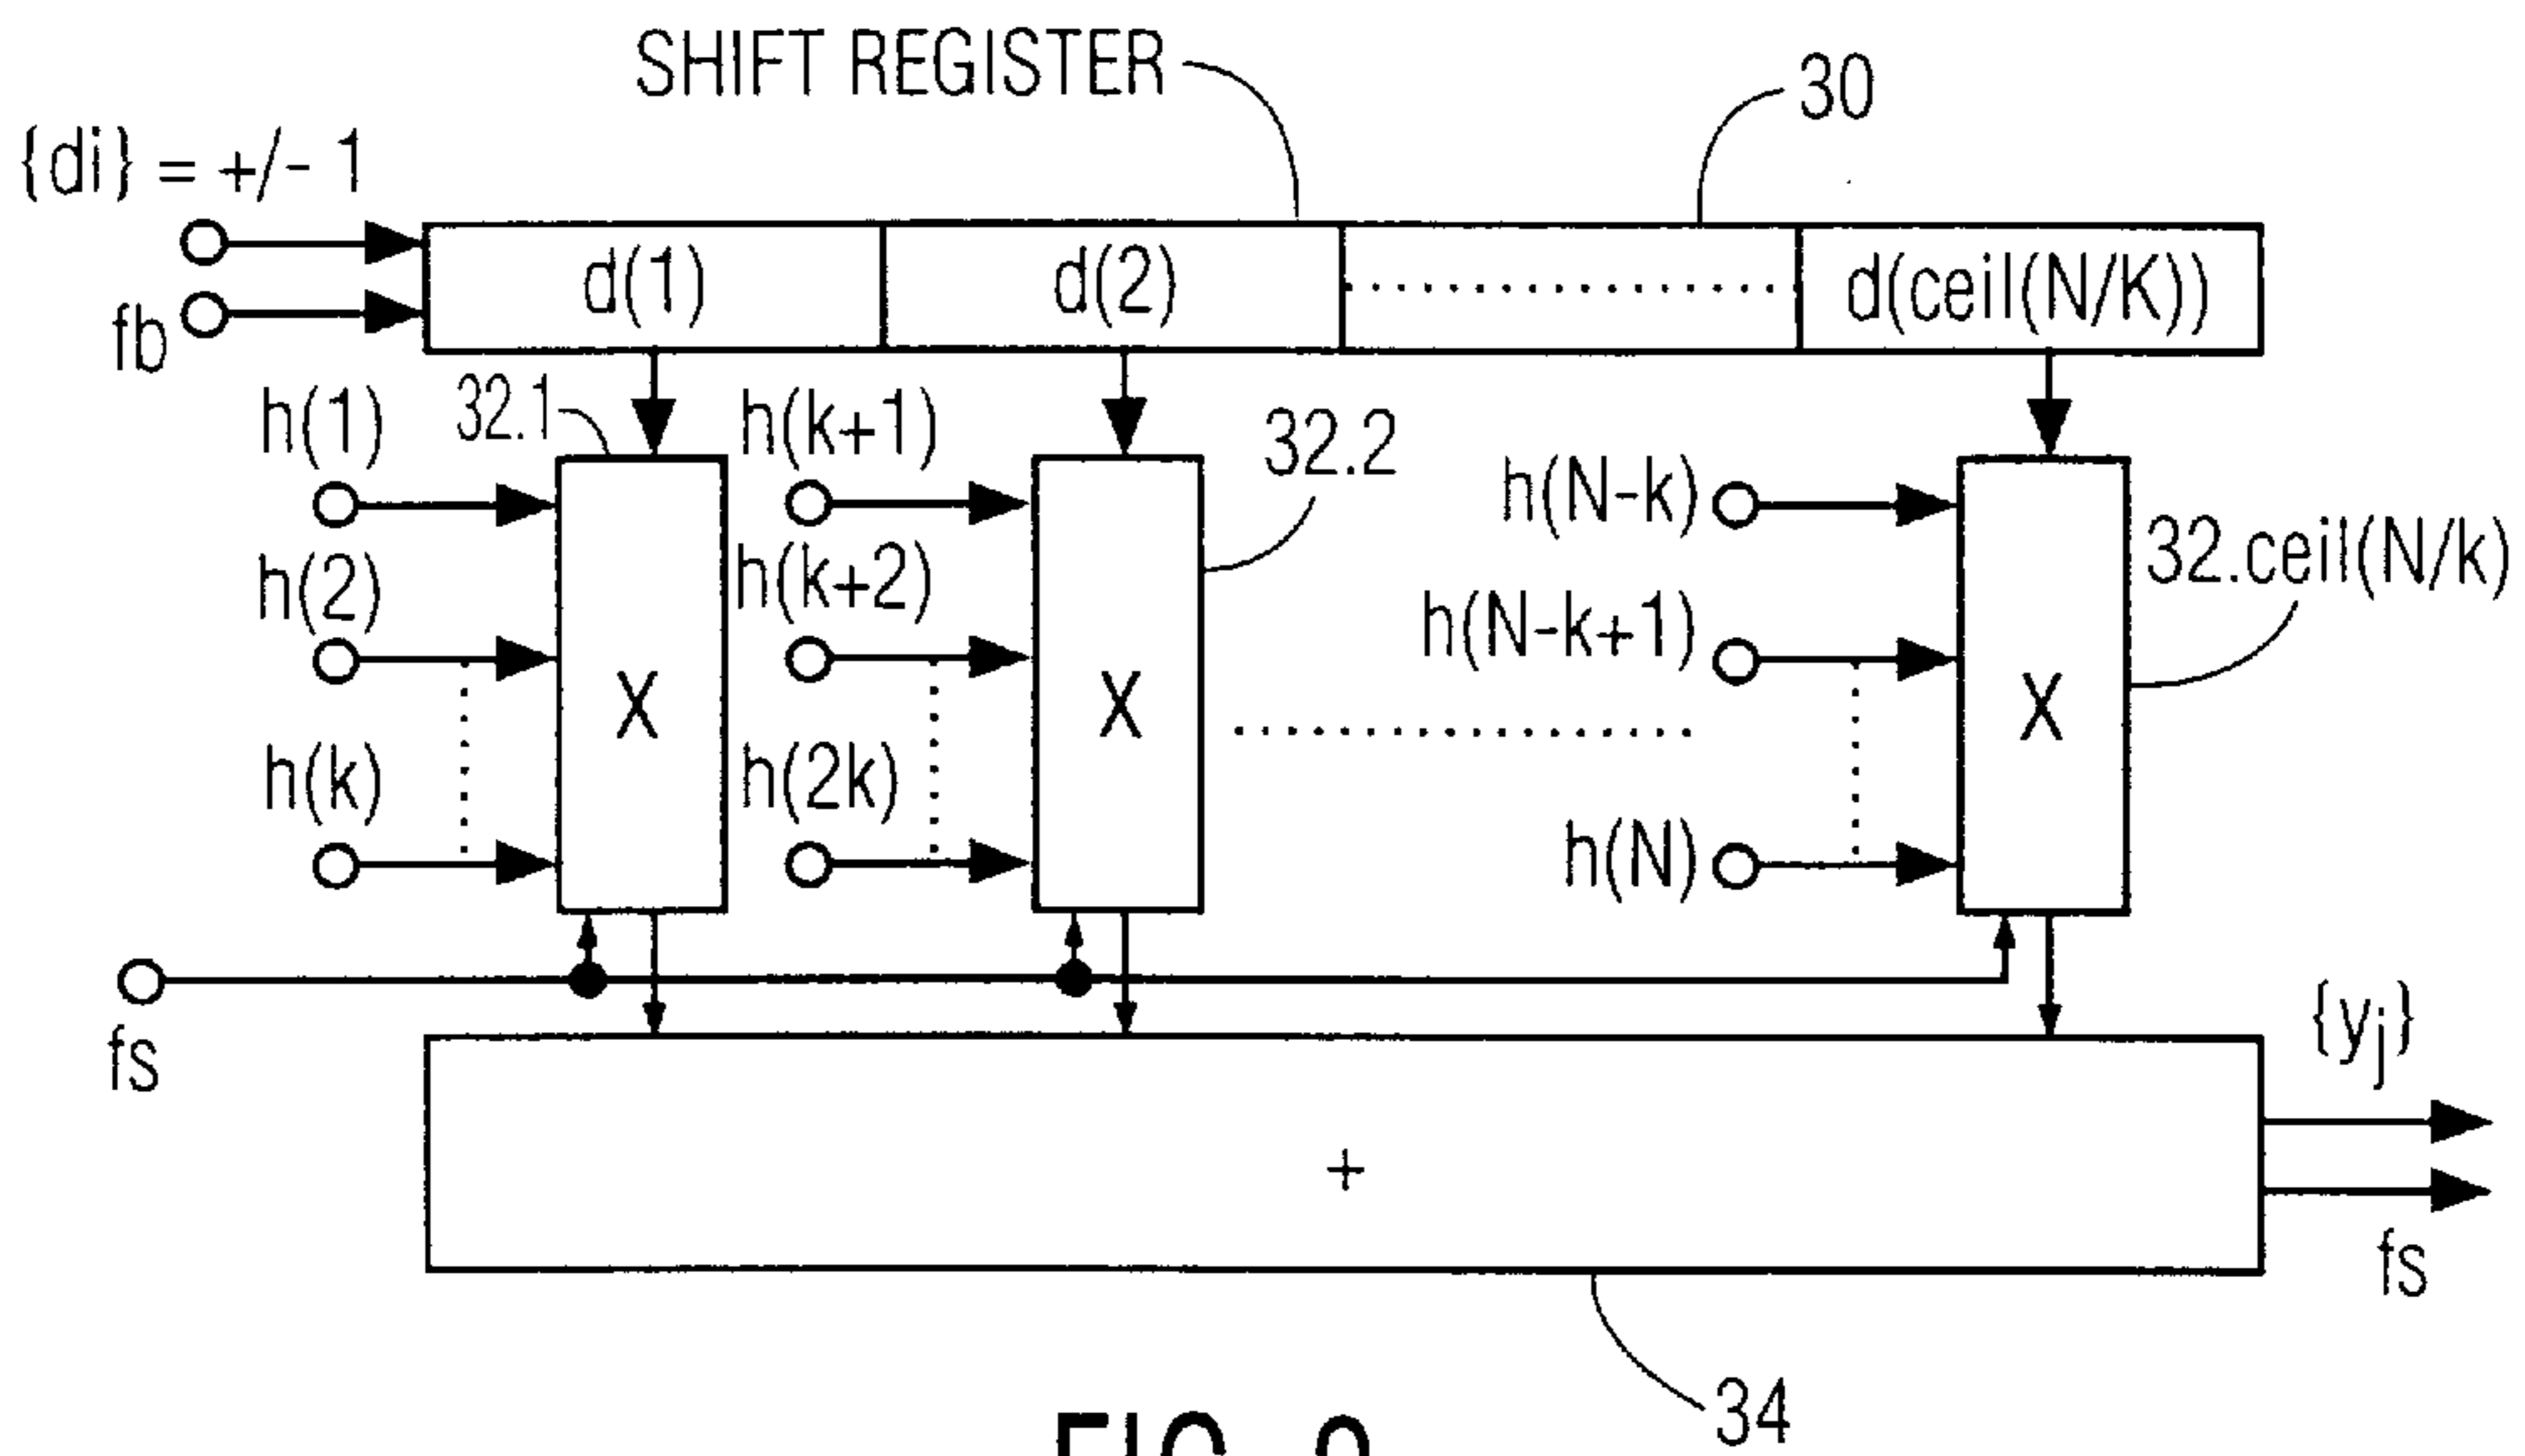 SHIFT REGISTER
30
{di} = +/- 1
fb
d(1)
d(2)
d(ceil(N/K))
32.1
32.2
32.ceil(N/k)
h(1)
h(2)
h(k)
h(k+1)
h(k+2)
h(2k)
h(N-k)
h(N-k+1)
h(N)
X
X
X
fs
{yj}
+
fs
34